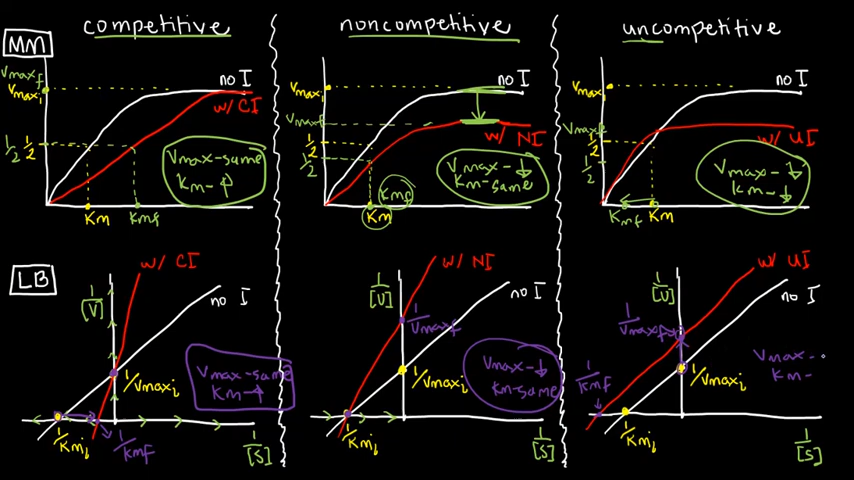 competitive
noncompetitive
uncompetitive
MM
Vmaxf
Vmaxi
1/2 1/2
no I
w/ CI
Vmax-same
Km-↑
Km
Kmf
Vmaxi
Vmaxf
1/2
1/2
no I
w/ NI
Vmax-↓
Km-same
Kmf
Km
Vmaxi
Vmaxf
1/2
1/2
no I
w/ UI
Vmax-↓
Km-↓
Kmf
Km
LB
1/[V]
w/ CI
no I
1/Vmaxi
Vmax-same
Km-↑
1/Kmi
1/Kmf
1/[S]
1/[V]
w/ NI
no I
1/Vmaxf
1/Vmaxi
Vmax-↓
Km-same
1/Kmi
1/[S]
1/[V]
w/ UI
no I
1/Vmaxf
1/Vmaxi
Vmax-
Km-
1/Kmf
1/Kmi
1/[S]